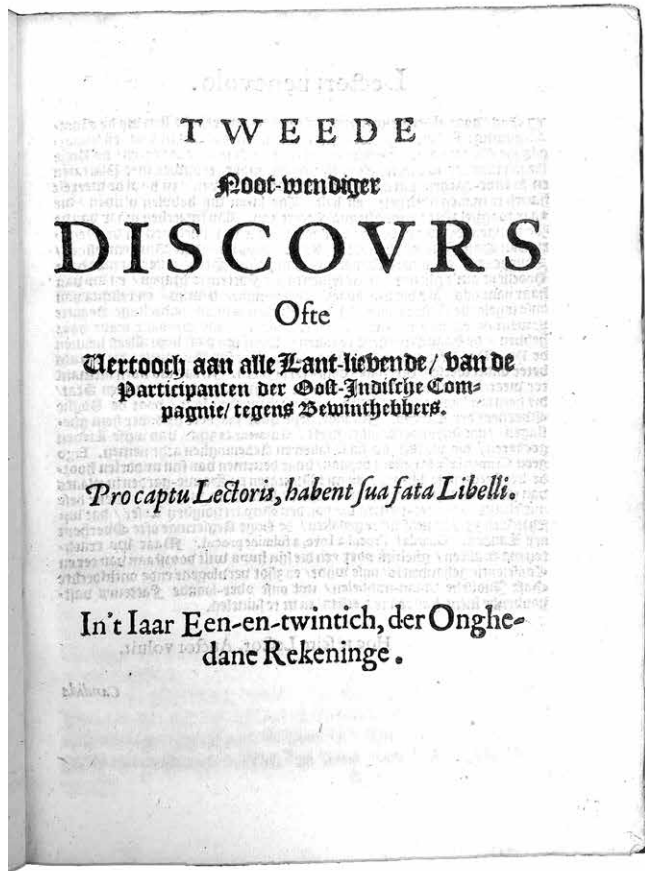 TWEEDE
Noot-wendiger
DISCOVRS
Ofte
Vertooch aan alle Lant-liebende / van de
Participanten der Oost-Indische Com-
pagnie / tegens Bewinthebbers.
Pro captu Lectoris, habent sua fata Libelli.
In't Iaar Een-en-twintich, der Onghe-
dane Rekeninge.